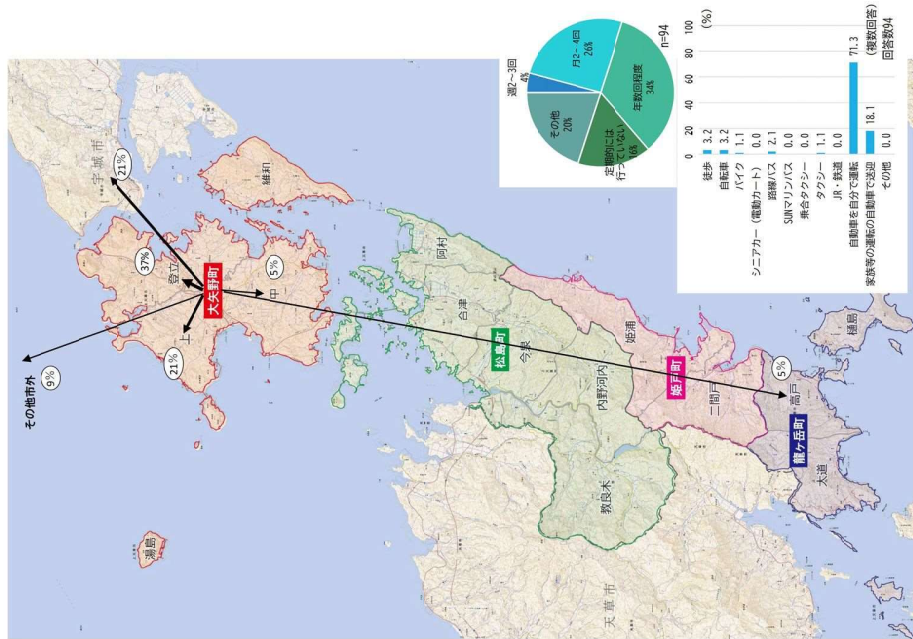 その他市外
9%
宇城市
21%
維和
37%
登立
大矢野町
5%
中
上
21%
湯島
阿村
合津
松島町
今泉
内野河内
教良木
天草市
姫浦
姫戸町
二間戸
樋島
5%
高戸
龍ヶ岳町
大道
週2~3回
4%
月2~4回
26%
年数回程度
34%
定期的には
行っていない
16%
その他
20%
n=94
(%)
100
80
60
40
20
0
徒歩 3.2
自転車 3.2
バイク 1.1
シニアカー(電動カート) 0.0
路線バス 2.1
SUNマリンバス 0.0
乗合タクシー 0.0
タクシー 1.1
JR・鉄道 0.0
自動車を自分で運転 71.3
家族等の運転の自動車で送迎 18.1
その他 0.0
(複数回答)
回答数94